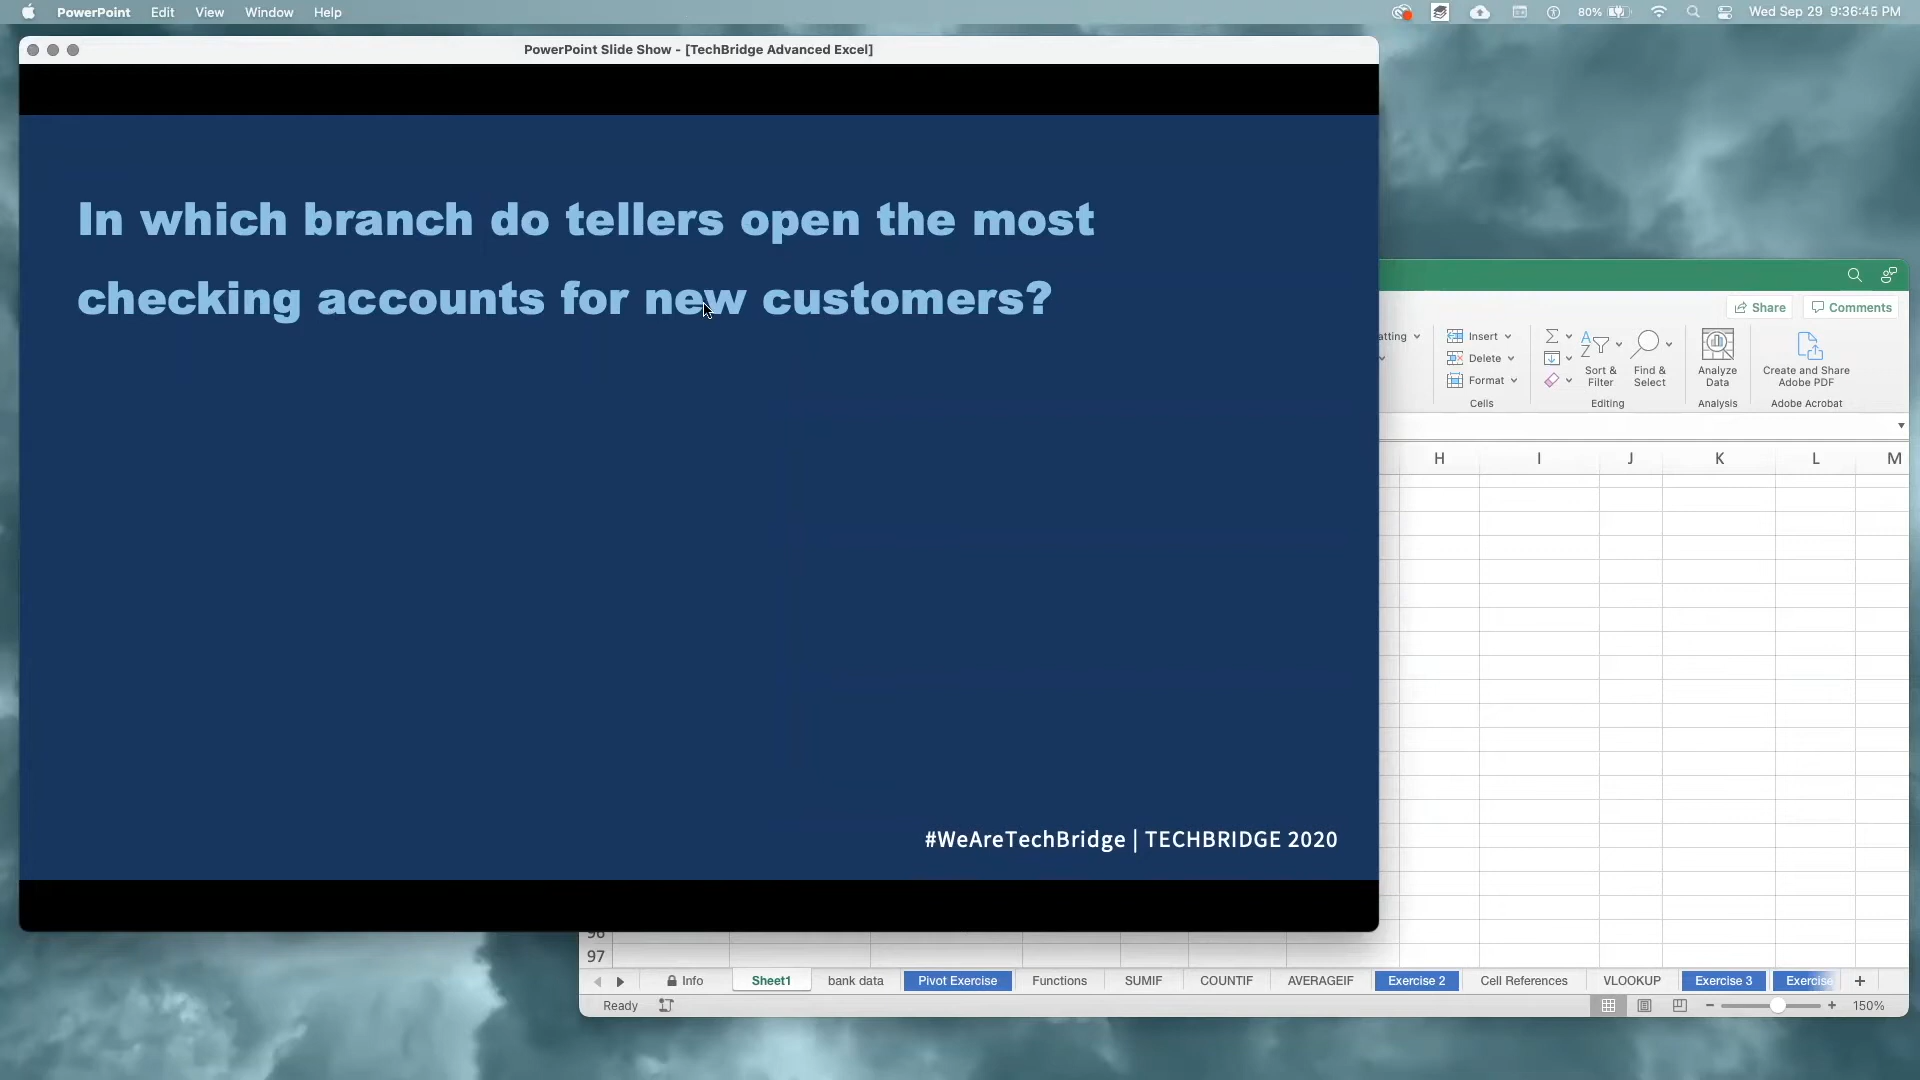 PowerPoint Edit View Window Help 80% Wed Sep 29 9:36:45 PM
PowerPoint Slide Show - [TechBridge Advanced Excel]
In which branch do tellers open the most
checking accounts for new customers?
#WeAreTechBridge | TECHBRIDGE 2020
Share Comments
atting Insert
Delete
Format
Sort &
Filter
Find &
Select
Analyze
Data
Create and Share
Adobe PDF
Cells Editing Analysis Adobe Acrobat
H I J K L M
96
97
Info Sheet1 bank data Pivot Exercise Functions SUMIF COUNTIF AVERAGEIF Exercise 2 Cell References VLOOKUP Exercise 3 Exercise
Ready 150%